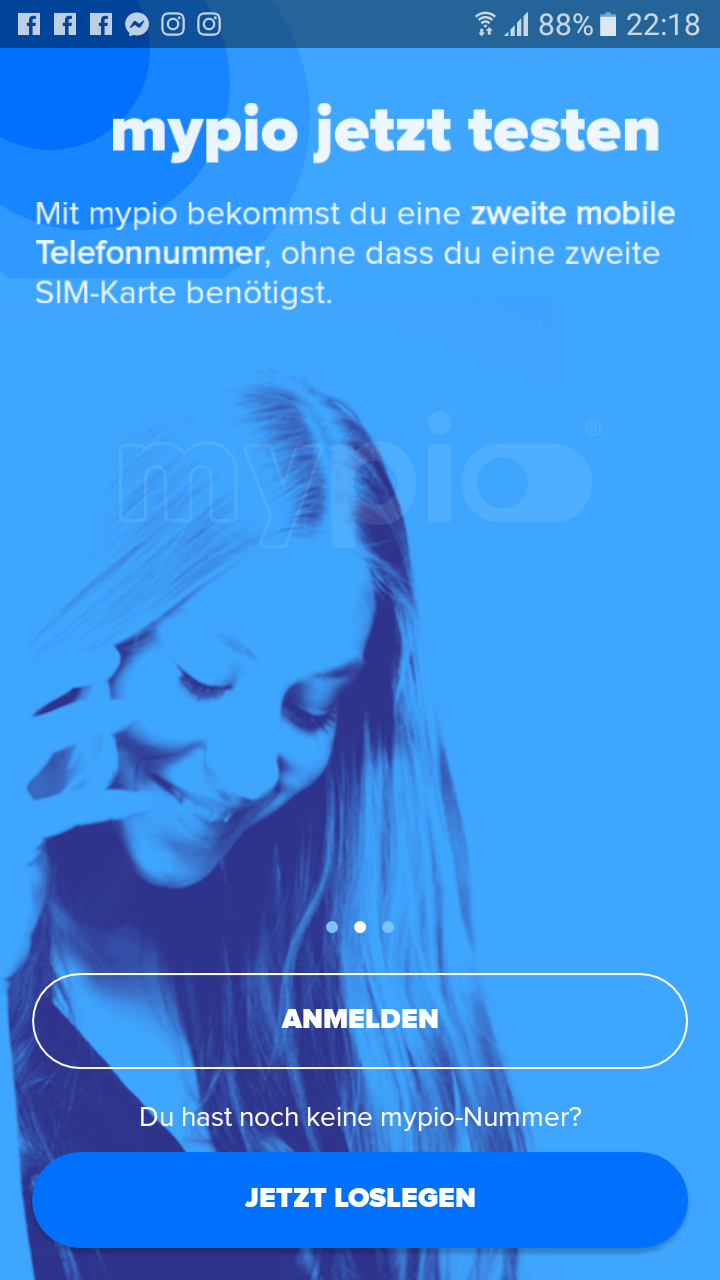 88% 22:18
mypio jetzt testen
Mit mypio bekommst du eine zweite mobile
Telefonnummer, ohne dass du eine zweite
SIM-Karte benötigst.
mypio®
ANMELDEN
Du hast noch keine mypio-Nummer?
JETZT LOSLEGEN